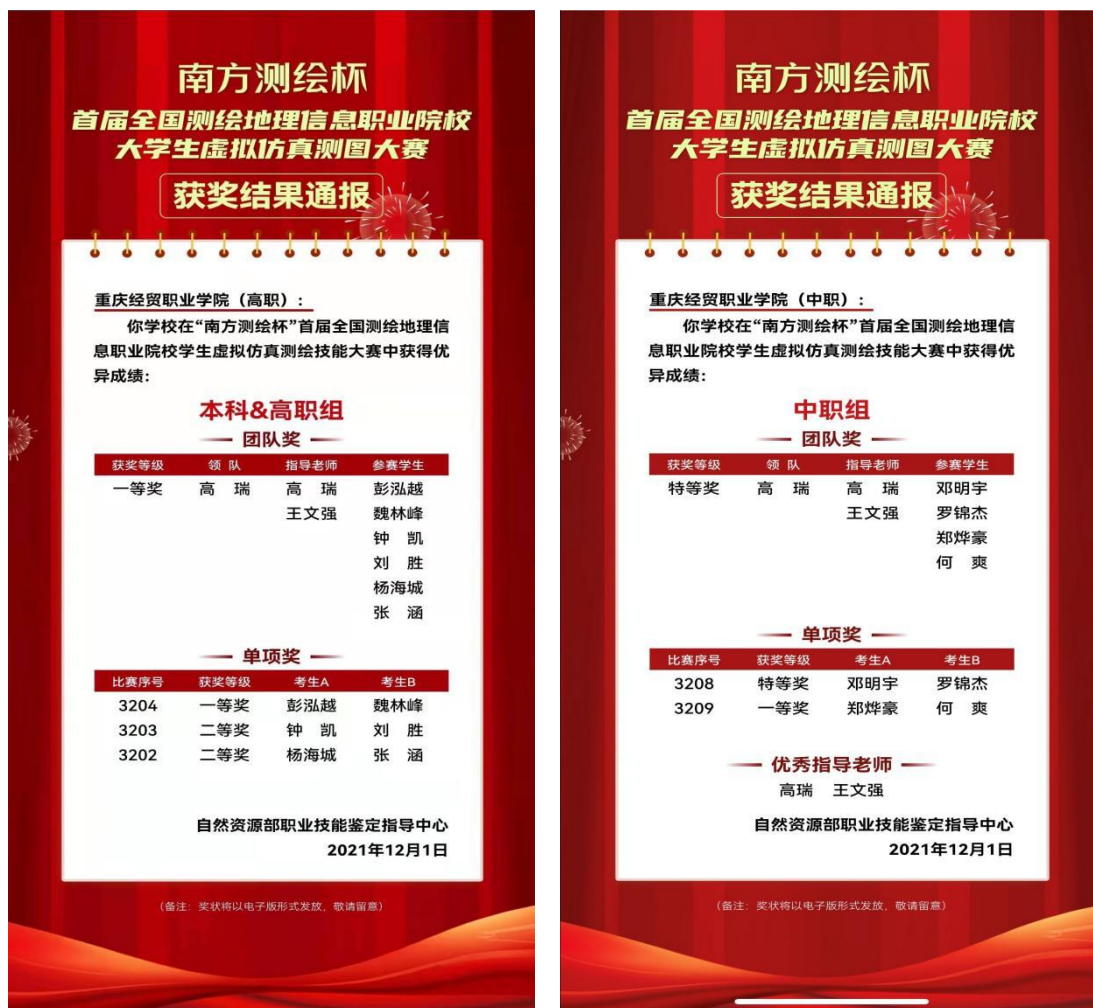 南方测绘杯
首届全国测绘地理信息职业院校
大学生虚拟仿真测图大赛
获奖结果通报
重庆经贸职业学院（高职）：
你学校在“南方测绘杯”首届全国测绘地理信
息职业院校学生虚拟仿真测绘技能大赛中获得优
异成绩：
本科&高职组
团队奖
获奖等级 领 队 指导老师 参赛学生
一等奖 高 瑞 高 瑞 彭泓越
王文强 魏林峰
钟 凯
刘 胜
杨海城
张 涵
单项奖
比赛序号 获奖等级 考生A 考生B
3204 一等奖 彭泓越 魏林峰
3203 二等奖 钟 凯 刘 胜
3202 二等奖 杨海城 张 涵
自然资源部职业技能鉴定指导中心
2021年12月1日
（备注：奖状将以电子版形式发放，敬请留意）
南方测绘杯
首届全国测绘地理信息职业院校
大学生虚拟仿真测图大赛
获奖结果通报
重庆经贸职业学院（中职）：
你学校在“南方测绘杯”首届全国测绘地理信
息职业院校学生虚拟仿真测绘技能大赛中获得优
异成绩：
中职组
团队奖
获奖等级 领 队 指导老师 参赛学生
特等奖 高 瑞 高 瑞 邓明宇
王文强 罗锦杰
郑烨豪
何 爽
单项奖
比赛序号 获奖等级 考生A 考生B
3208 特等奖 邓明宇 罗锦杰
3209 一等奖 郑烨豪 何 爽
优秀指导老师
高瑞 王文强
自然资源部职业技能鉴定指导中心
2021年12月1日
（备注：奖状将以电子版形式发放，敬请留意）